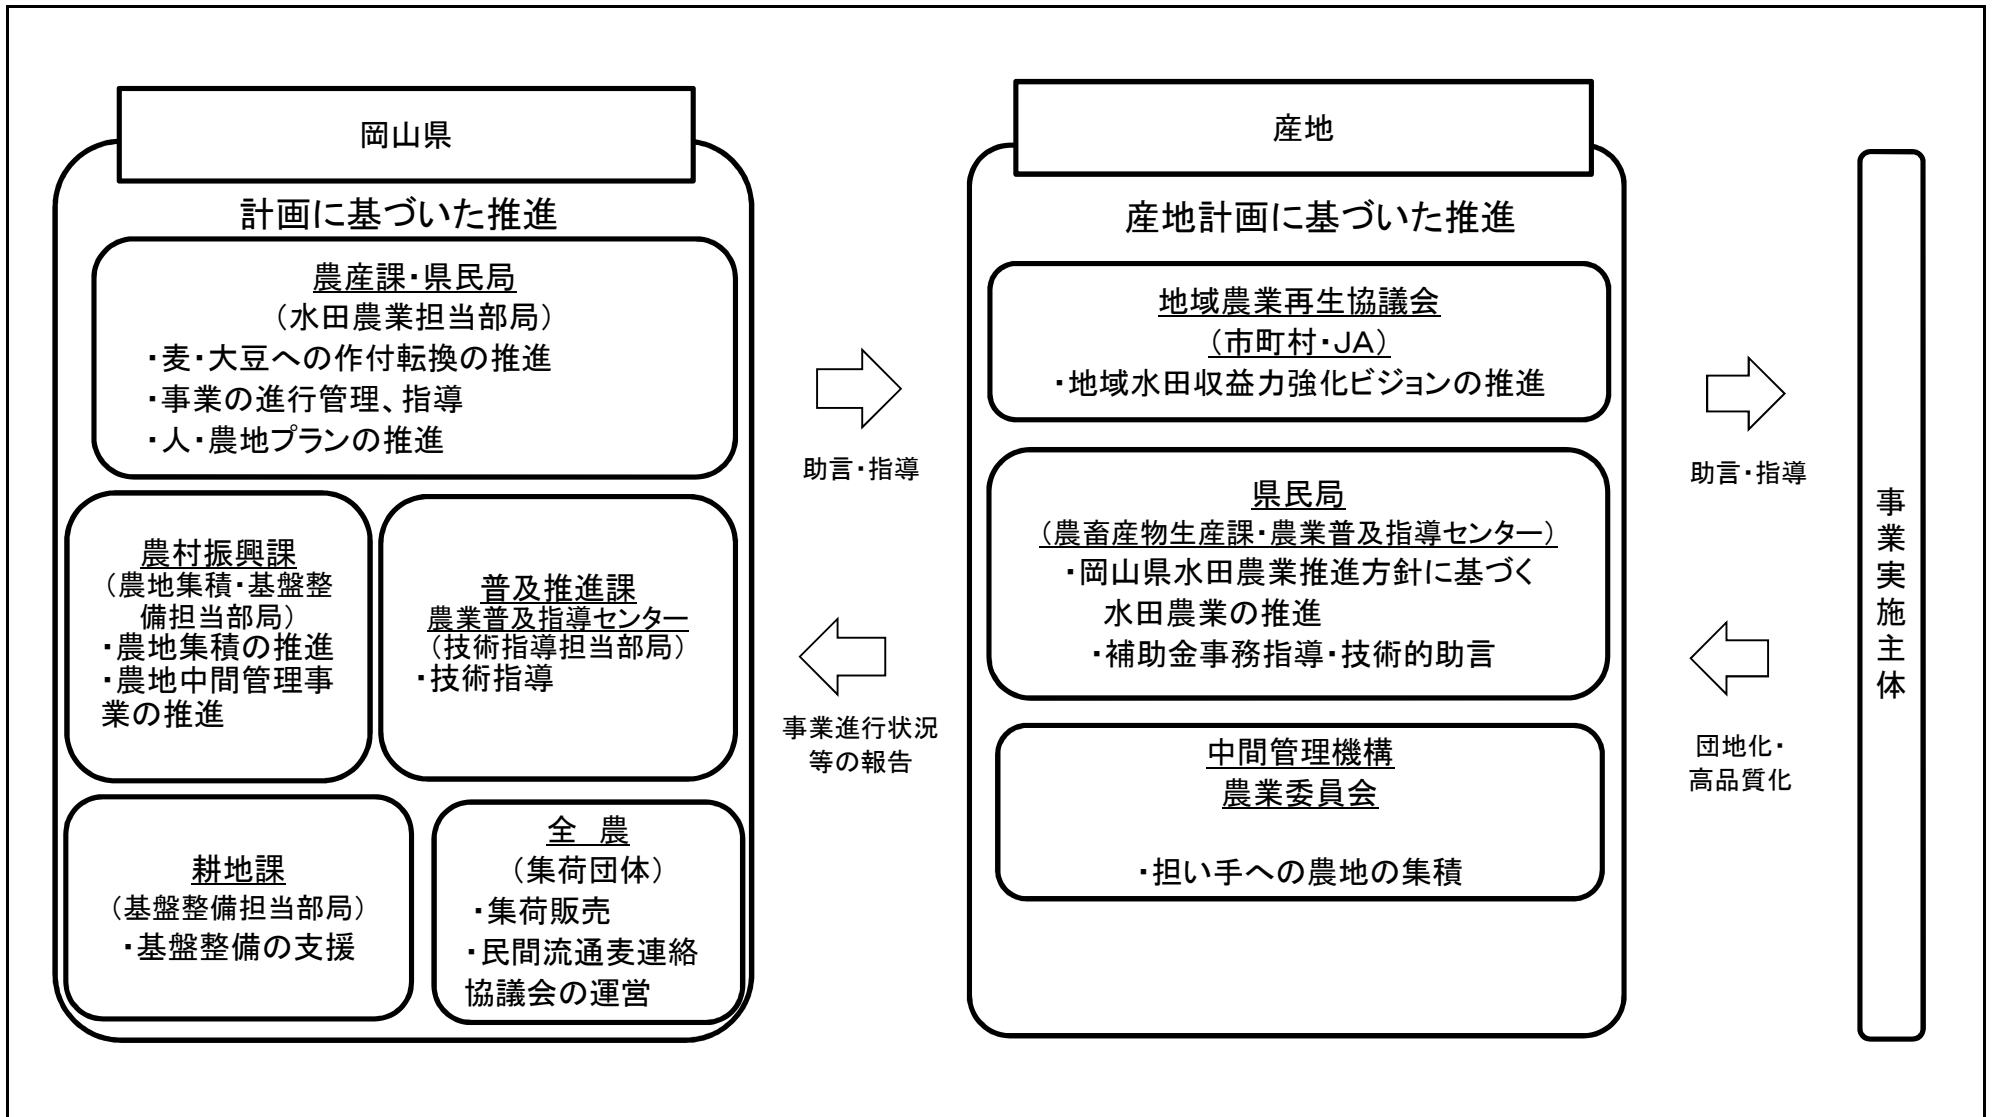 岡山県
計画に基づいた推進
農産課・県民局
（水田農業担当部局）
・麦・大豆への作付転換の推進
・事業の進行管理、指導
・人・農地プランの推進
農村振興課
（農地集積・基盤整
備担当部局）
・農地集積の推進
・農地中間管理事
業の推進
普及推進課
農業普及指導センター
（技術指導担当部局）
・技術指導
耕地課
（基盤整備担当部局）
・基盤整備の支援
全　農
（集荷団体）
・集荷販売
・民間流通麦連絡
協議会の運営
助言・指導
事業進行状況
等の報告
産地
産地計画に基づいた推進
地域農業再生協議会
（市町村・JA）
・地域水田収益力強化ビジョンの推進
県民局
（農畜産物生産課・農業普及指導センター）
・岡山県水田農業推進方針に基づく
水田農業の推進
・補助金事務指導・技術的助言
中間管理機構
農業委員会
・担い手への農地の集積
助言・指導
団地化・
高品質化
事業実施主体